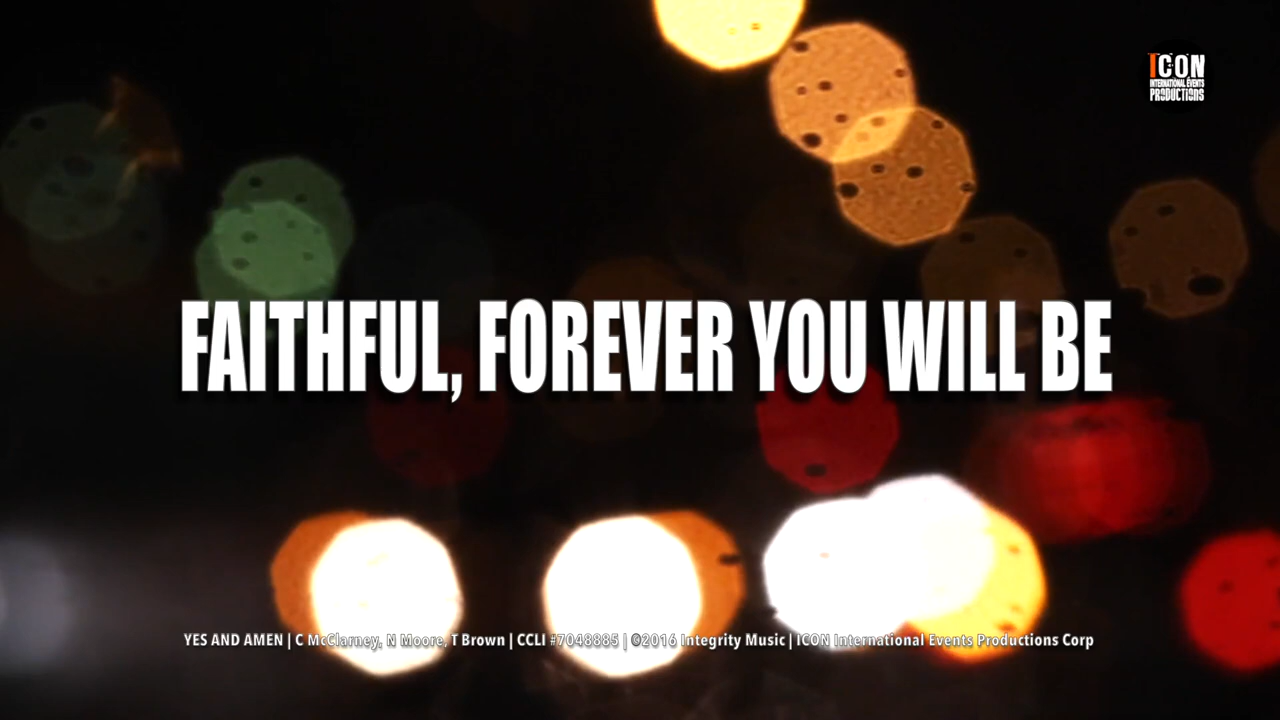 ICON
INTERNATIONAL EVENTS
PRODUCTIONS
FAITHFUL, FOREVER YOU WILL BE
YES AND AMEN | C McClarney, N Moore, T Brown | CCLI #7048885 | ©2016 Integrity Music | ICON International Events Productions Corp